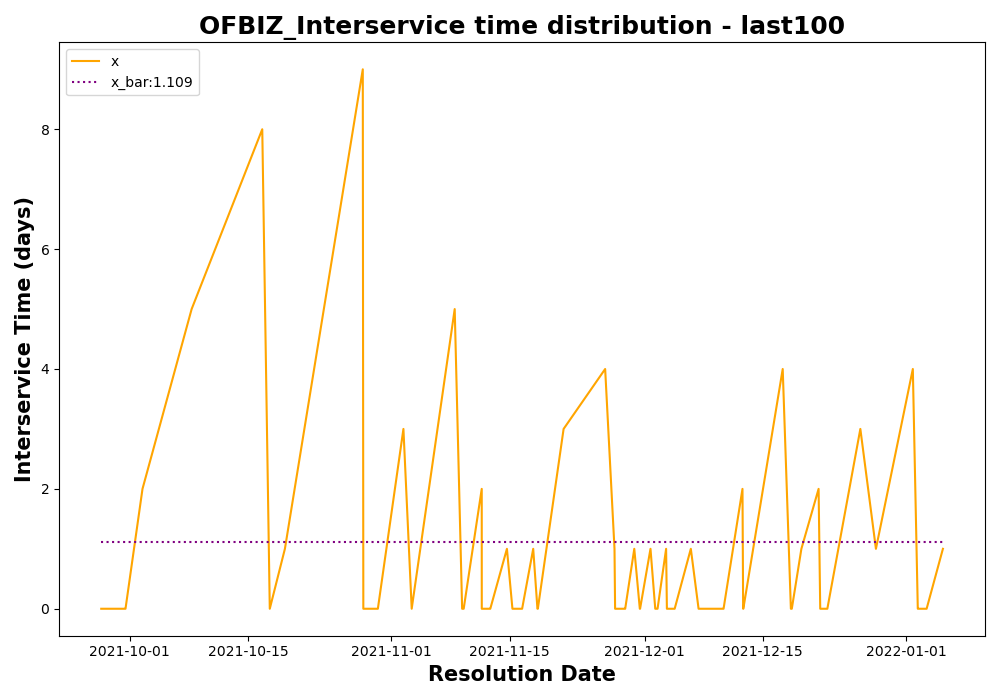 OFBIZ_Interservice time distribution - last100
x
x_bar:1.109
Interservice Time (days)
8
6
4
2
0
2021-10-01 2021-10-15 2021-11-01 2021-11-15 2021-12-01 2021-12-15 2022-01-01
Resolution Date